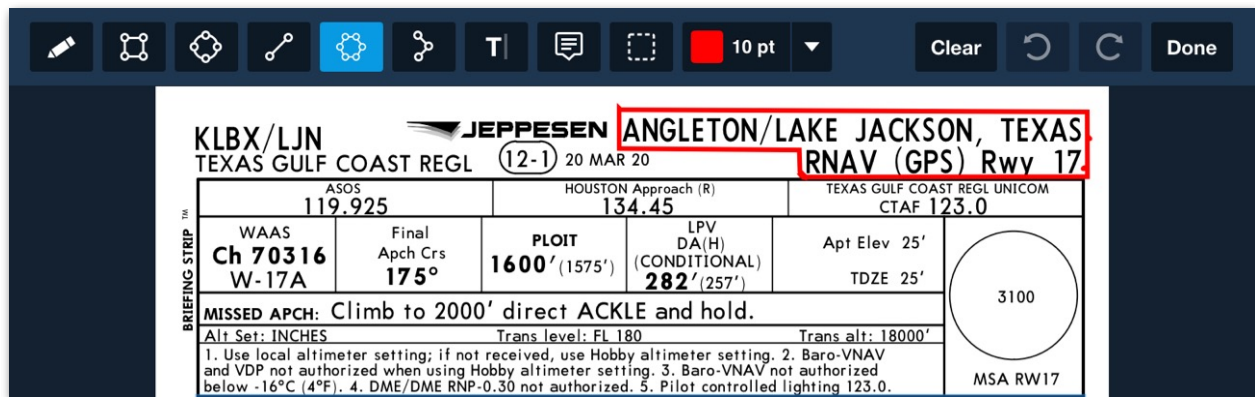 T 10 pt Clear Done
KLBX/LJN JEPPESEN ANGLETON/LAKE JACKSON, TEXAS
TEXAS GULF COAST REGL 12-1 20 MAR 20 RNAV (GPS) Rwy 17
BRIEFING STRIP ™
ASOS
119.925
HOUSTON Approach (R)
134.45
TEXAS GULF COAST REGL UNICOM
CTAF 123.0
WAAS
Ch 70316
W-17A
Final
Apch Crs
175°
PLOIT
1600'(1575')
LPV
DA(H)
(CONDITIONAL)
282'(257')
Apt Elev 25'
TDZE 25'
3100
MSA RW17
MISSED APCH: Climb to 2000' direct ACKLE and hold.
Alt Set: INCHES Trans level: FL 180 Trans alt: 18000'
1. Use local altimeter setting; if not received, use Hobby altimeter setting. 2. Baro-VNAV
and VDP not authorized when using Hobby altimeter setting. 3. Baro-VNAV not authorized
below -16°C (4°F). 4. DME/DME RNP-0.30 not authorized. 5. Pilot controlled lighting 123.0.